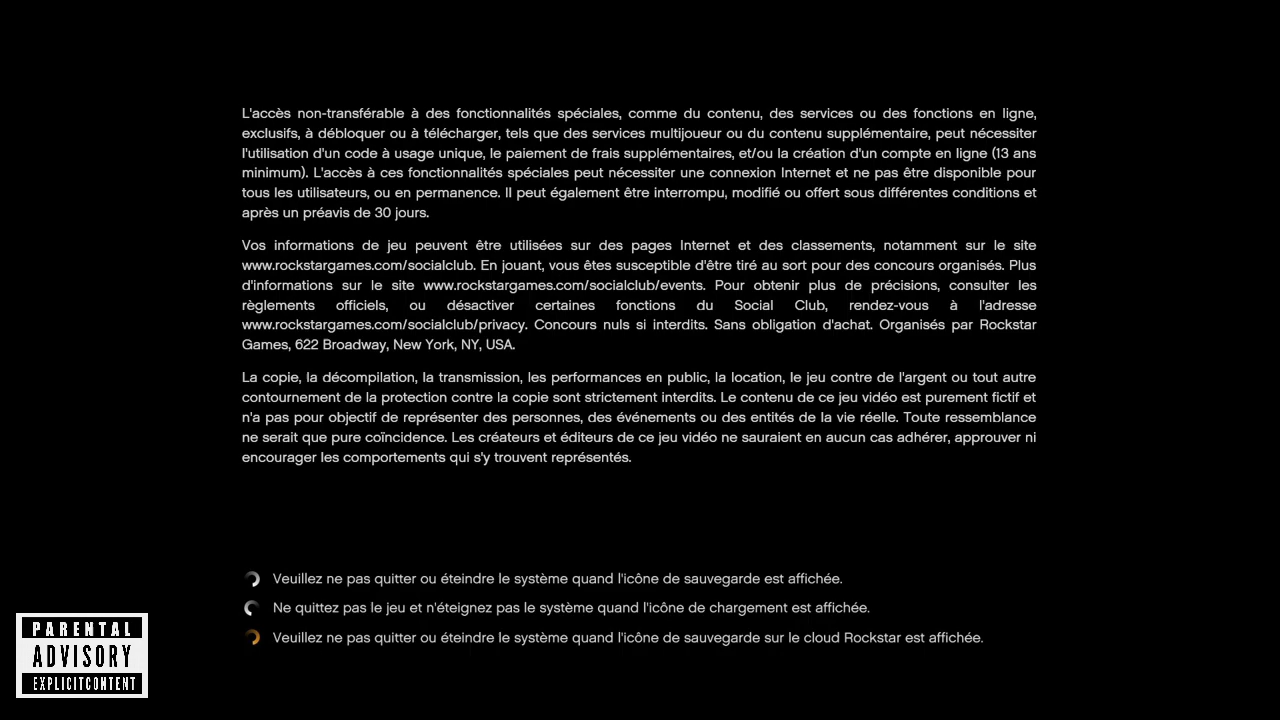 L'accès non-transférable à des fonctionnalités spéciales, comme du contenu, des services ou des fonctions en ligne,
exclusifs, à débloquer ou à télécharger, tels que des services multijoueur ou du contenu supplémentaire, peut nécessiter
l'utilisation d'un code à usage unique, le paiement de frais supplémentaires, et/ou la création d'un compte en ligne (13 ans
minimum). L'accès à ces fonctionnalités spéciales peut nécessiter une connexion Internet et ne pas être disponible pour
tous les utilisateurs, ou en permanence. Il peut également être interrompu, modifié ou offert sous différentes conditions et
après un préavis de 30 jours.
Vos informations de jeu peuvent être utilisées sur des pages Internet et des classements, notamment sur le site
www.rockstargames.com/socialclub. En jouant, vous êtes susceptible d'être tiré au sort pour des concours organisés. Plus
d'informations sur le site www.rockstargames.com/socialclub/events. Pour obtenir plus de précisions, consulter les
règlements officiels, ou désactiver certaines fonctions du Social Club, rendez-vous à l'adresse
www.rockstargames.com/socialclub/privacy. Concours nuls si interdits. Sans obligation d'achat. Organisés par Rockstar
Games, 622 Broadway, New York, NY, USA.
La copie, la décompilation, la transmission, les performances en public, la location, le jeu contre de l'argent ou tout autre
contournement de la protection contre la copie sont strictement interdits. Le contenu de ce jeu vidéo est purement fictif et
n'a pas pour objectif de représenter des personnes, des événements ou des entités de la vie réelle. Toute ressemblance
ne serait que pure coïncidence. Les créateurs et éditeurs de ce jeu vidéo ne sauraient en aucun cas adhérer, approuver ni
encourager les comportements qui s'y trouvent représentés.
Veuillez ne pas quitter ou éteindre le système quand l'icône de sauvegarde est affichée.
Ne quittez pas le jeu et n'éteignez pas le système quand l'icône de chargement est affichée.
Veuillez ne pas quitter ou éteindre le système quand l'icône de sauvegarde sur le cloud Rockstar est affichée.
PARENTAL
ADVISORY
EXPLICITCONTENT